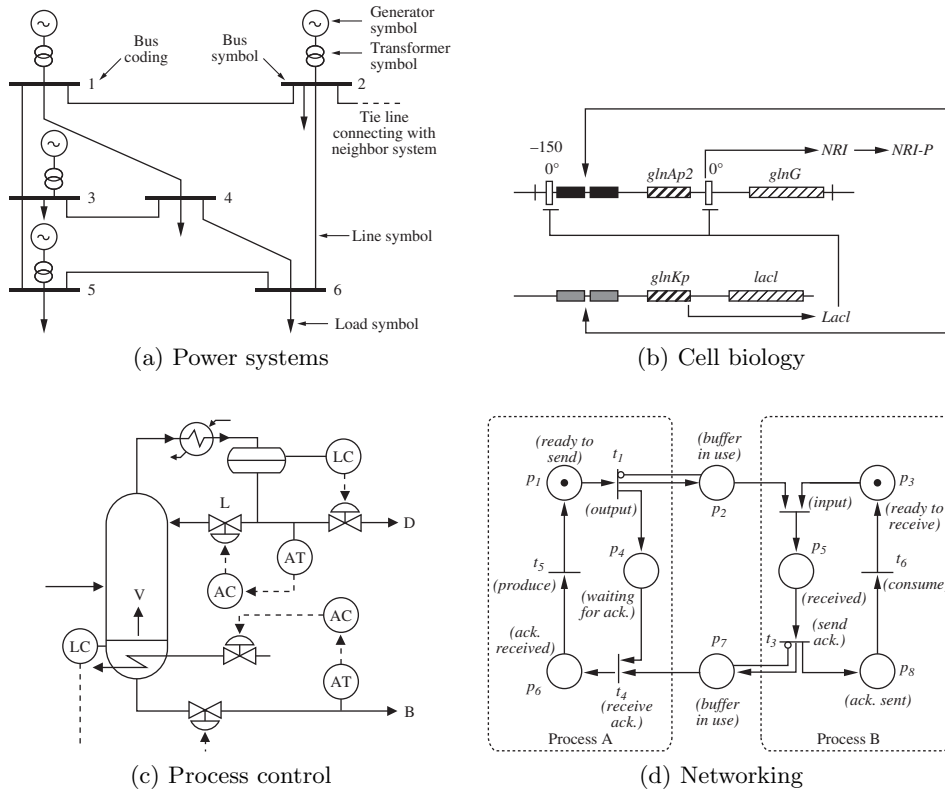 Generator
symbol
Transformer
symbol
Bus
coding
Bus
symbol
1
2
Tie line
connecting with
neighbor system
3
4
Line symbol
5
6
Load symbol
(a) Power systems
−150
0°
0°
NRI
NRI-P
glnAp2
glnG
glnKp
lacl
Lacl
(b) Cell biology
LC
L
D
AT
AC
V
AC
LC
AT
B
(c) Process control
(ready to
send)
t1
(buffer
in use)
p1
p2
p3
(output)
(input)
(ready to
receive)
p4
p5
t5
t6
(produce)
(waiting
for ack.)
(received)
(consume)
(ack.
received)
p7
t3
(send
ack.)
p6
t4
p8
(receive
ack.)
(buffer
in use)
(ack. sent)
Process A
Process B
(d) Networking